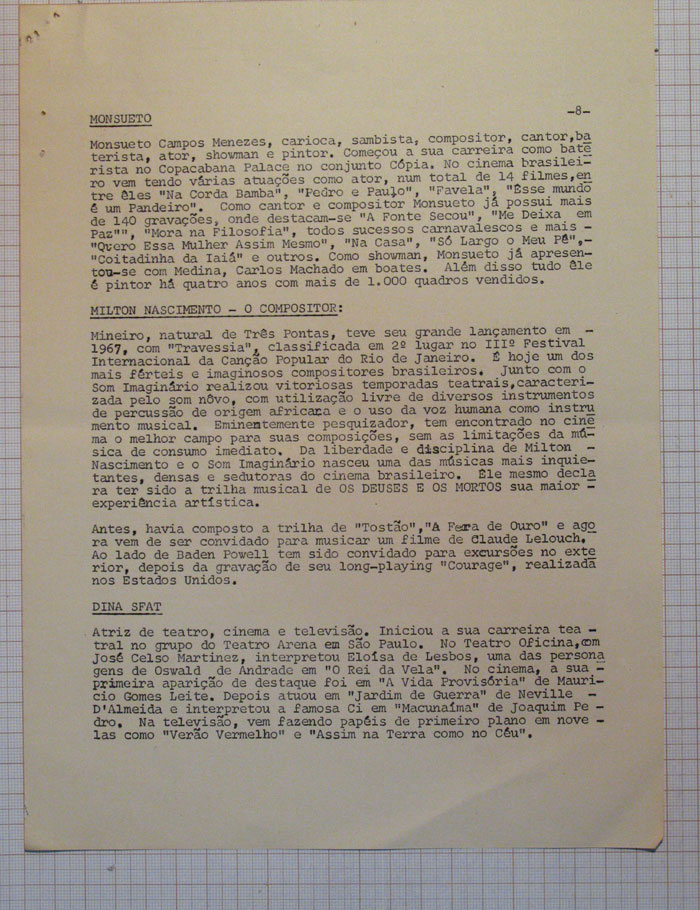 -8-
MONSUETO
Monsueto Campos Menezes, carioca, sambista, compositor, cantor,ba
terista, ator, showman e pintor. Começou a sua carreira como bate
rista no Copacabana Palace no conjunto Cópia. No cinema brasilei-
ro vem tendo várias atuações como ator, num total de 14 filmes,en
tre êles "Na Corda Bamba", "Pedro e Paulo", "Favela", "Êsse mundo
é um Pandeiro". Como cantor e compositor Monsueto já possui mais
de 140 gravações, onde destacam-se "A Fonte Secou", "Me Deixa em
Paz"", "Mora na Filosofia", todos sucessos carnavalescos e mais -
"Quero Essa Mulher Assim Mesmo", "Na Casa", "Só Largo o Meu Pé",-
"Coitadinha da Iaiá" e outros. Como showman, Monsueto já apresen-
tou-se com Medina, Carlos Machado em boates. Além disso tudo êle
é pintor há quatro anos com mais de 1.000 quadros vendidos.
MILTON NASCIMENTO - O COMPOSITOR:
Mineiro, natural de Três Pontas, teve seu grande lançamento em -
1967, com "Travessia", classificada em 2º lugar no IIIº Festival
Internacional da Canção Popular do Rio de Janeiro. É hoje um dos
mais férteis e imaginosos compositores brasileiros. Junto com o
Som Imaginário realizou vitoriosas temporadas teatrais,caracteri-
zada pelo som nôvo, com utilização livre de diversos instrumentos
de percussão de origem africana e o uso da voz humana como instru
mento musical. Eminentemente pesquizador, tem encontrado no cine
ma o melhor campo para suas composições, sem as limitações da mú-
sica de consumo imediato. Da liberdade e disciplina de Milton -
Nascimento e o Som Imaginário nasceu uma das músicas mais inquie-
tantes, densas e sedutoras do cinema brasileiro. Êle mesmo decla
ra ter sido a trilha musical de OS DEUSES E OS MORTOS sua maior -
experiência artística.
Antes, havia composto a trilha de "Tostão","A Fera de Ouro" e ago
ra vem de ser convidado para musicar um filme de Claude Lelouch.
Ao lado de Baden Powell tem sido convidado para excursões no exte
rior, depois da gravação de seu long-playing "Courage", realizada
nos Estados Unidos.
DINA SFAT
Atriz de teatro, cinema e televisão. Iniciou a sua carreira tea -
tral no grupo do Teatro Arena em São Paulo. No Teatro Oficina,com
José Celso Martinez, interpretou Eloísa de Lesbos, uma das persona
gens de Oswald de Andrade em "O Rei da Vela". No cinema, a sua -
primeira aparição de destaque foi em "A Vida Provisória" de Mauri-
cio Gomes Leite. Depois atuou em "Jardim de Guerra" de Neville -
D'Almeida e interpretou a famosa Ci em "Macunaíma" de Joaquim Pe -
dro. Na televisão, vem fazendo papéis de primeiro plano em nove -
las como "Verão Vermelho" e "Assim na Terra como no Céu".